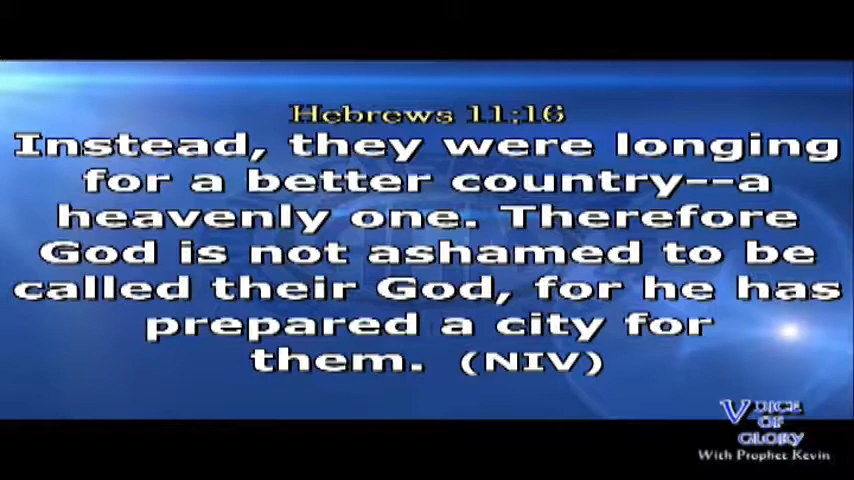 Hebrews 11:16
Instead, they were longing
for a better country--a
heavenly one. Therefore
God is not ashamed to be
called their God, for he has
prepared a city for
them. (NIV)
VOICE
OF
GLORY
With Prophet Kevin